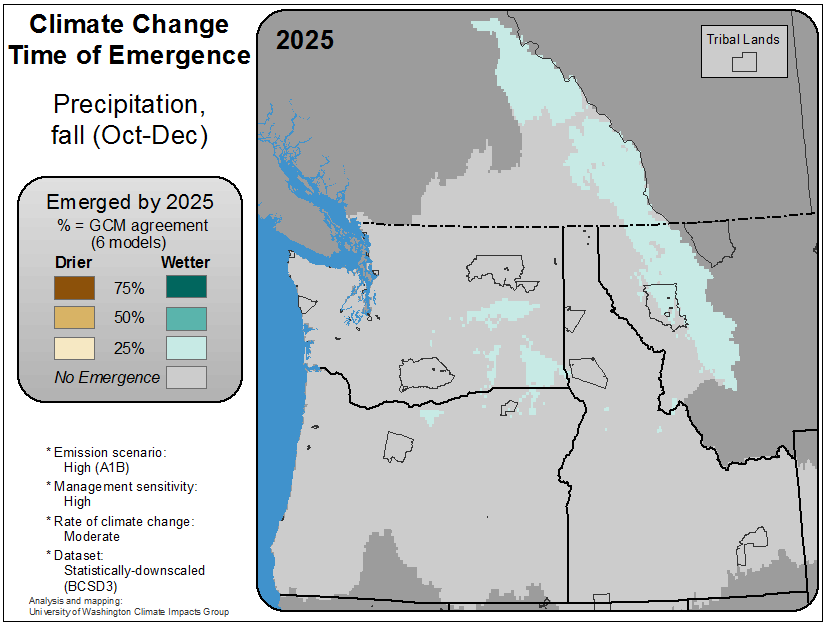 Climate Change
Time of Emergence
Precipitation,
fall (Oct-Dec)
Emerged by 2025
% = GCM agreement
(6 models)
Drier Wetter
75%
50%
25%
No Emergence
* Emission scenario:
High (A1B)
* Management sensitivity:
High
* Rate of climate change:
Moderate
* Dataset:
Statistically-downscaled
(BCSD3)
Analysis and mapping:
University of Washington Climate Impacts Group
2025
Tribal Lands